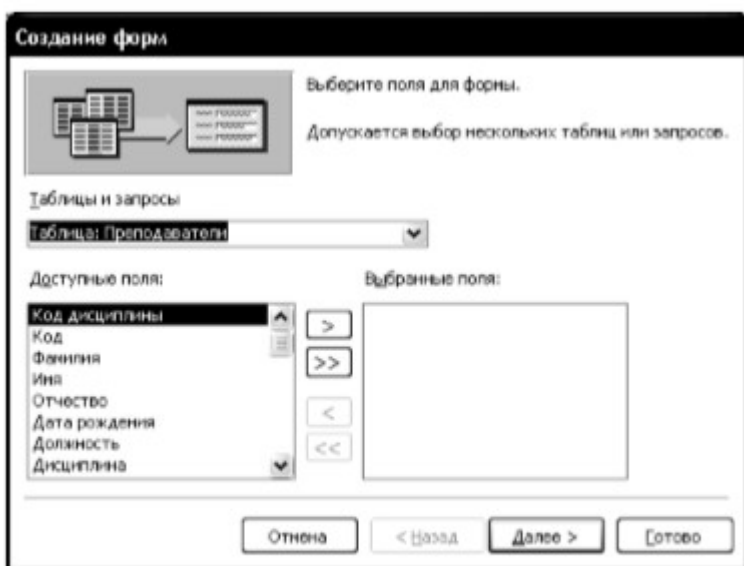 Создание форм
Выберите поля для формы.
Допускается выбор нескольких таблиц или запросов.
Таблицы и запросы
Таблица: Преподаватели
Доступные поля:
Выбранные поля:
Код дисциплины
Код
Фамилия
Имя
Отчество
Дата рождения
Должность
Дисциплина
>
>>
<
<<
Отмена
< Назад
Далее >
Готово